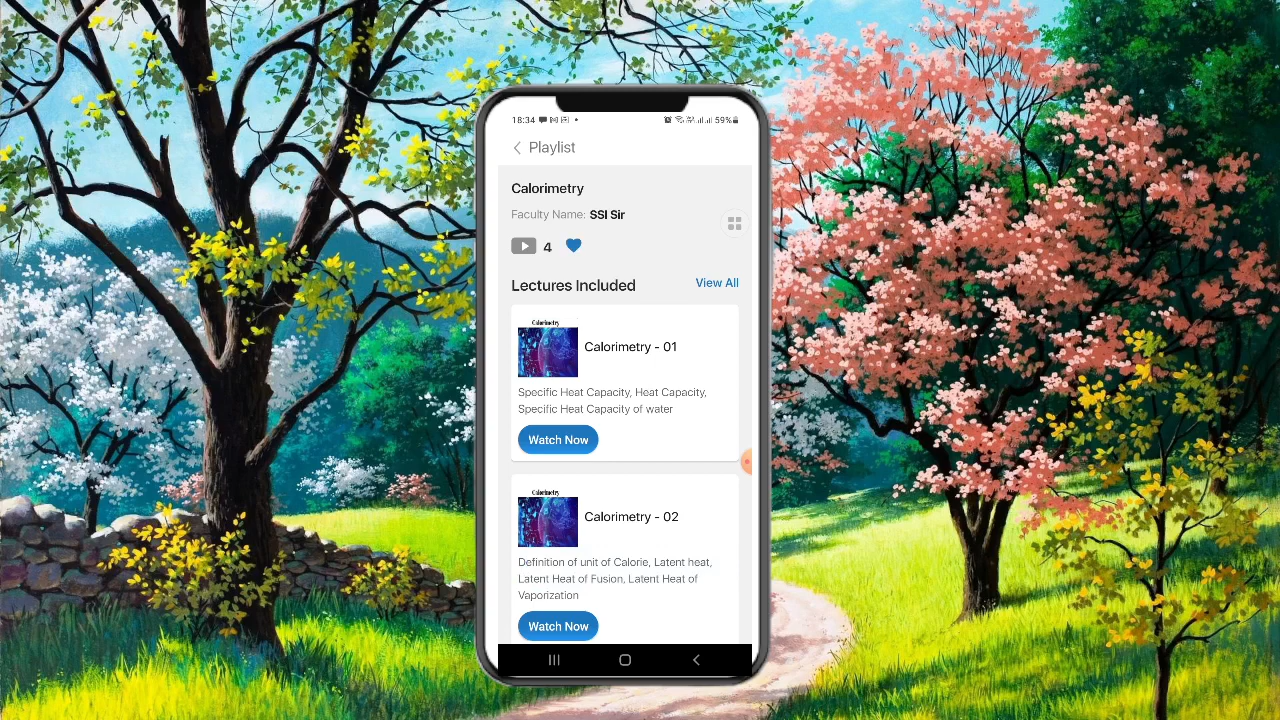 18:34
59%
Playlist
Calorimetry
Faculty Name: SSI Sir
4
Lectures Included
View All
Calorimetry
Calorimetry - 01
Specific Heat Capacity, Heat Capacity,
Specific Heat Capacity of water
Watch Now
Calorimetry
Calorimetry - 02
Definition of unit of Calorie, Latent heat,
Latent Heat of Fusion, Latent Heat of
Vaporization
Watch Now